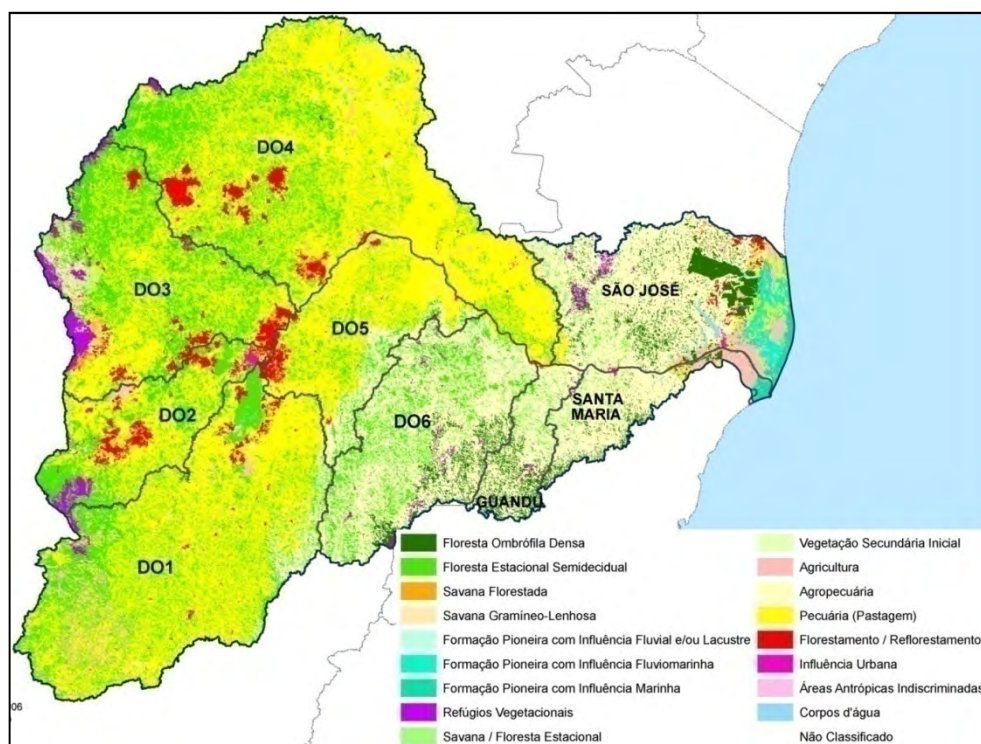 DO4
DO3
SÃO JOSÉ
DO5
SANTA
MARIA
DO2
DO6
GUANDU
DO1
06
Floresta Ombrófila Densa
Floresta Estacional Semidecidual
Savana Florestada
Savana Gramíneo-Lenhosa
Formação Pioneira com Influência Fluvial e/ou Lacustre
Formação Pioneira com Influência Fluviomarinha
Formação Pioneira com Influência Marinha
Refúgios Vegetacionais
Savana / Floresta Estacional
Vegetação Secundária Inicial
Agricultura
Agropecuária
Pecuária (Pastagem)
Florestamento / Reflorestamento
Influência Urbana
Áreas Antrópicas Indiscriminadas
Corpos d'água
Não Classificado